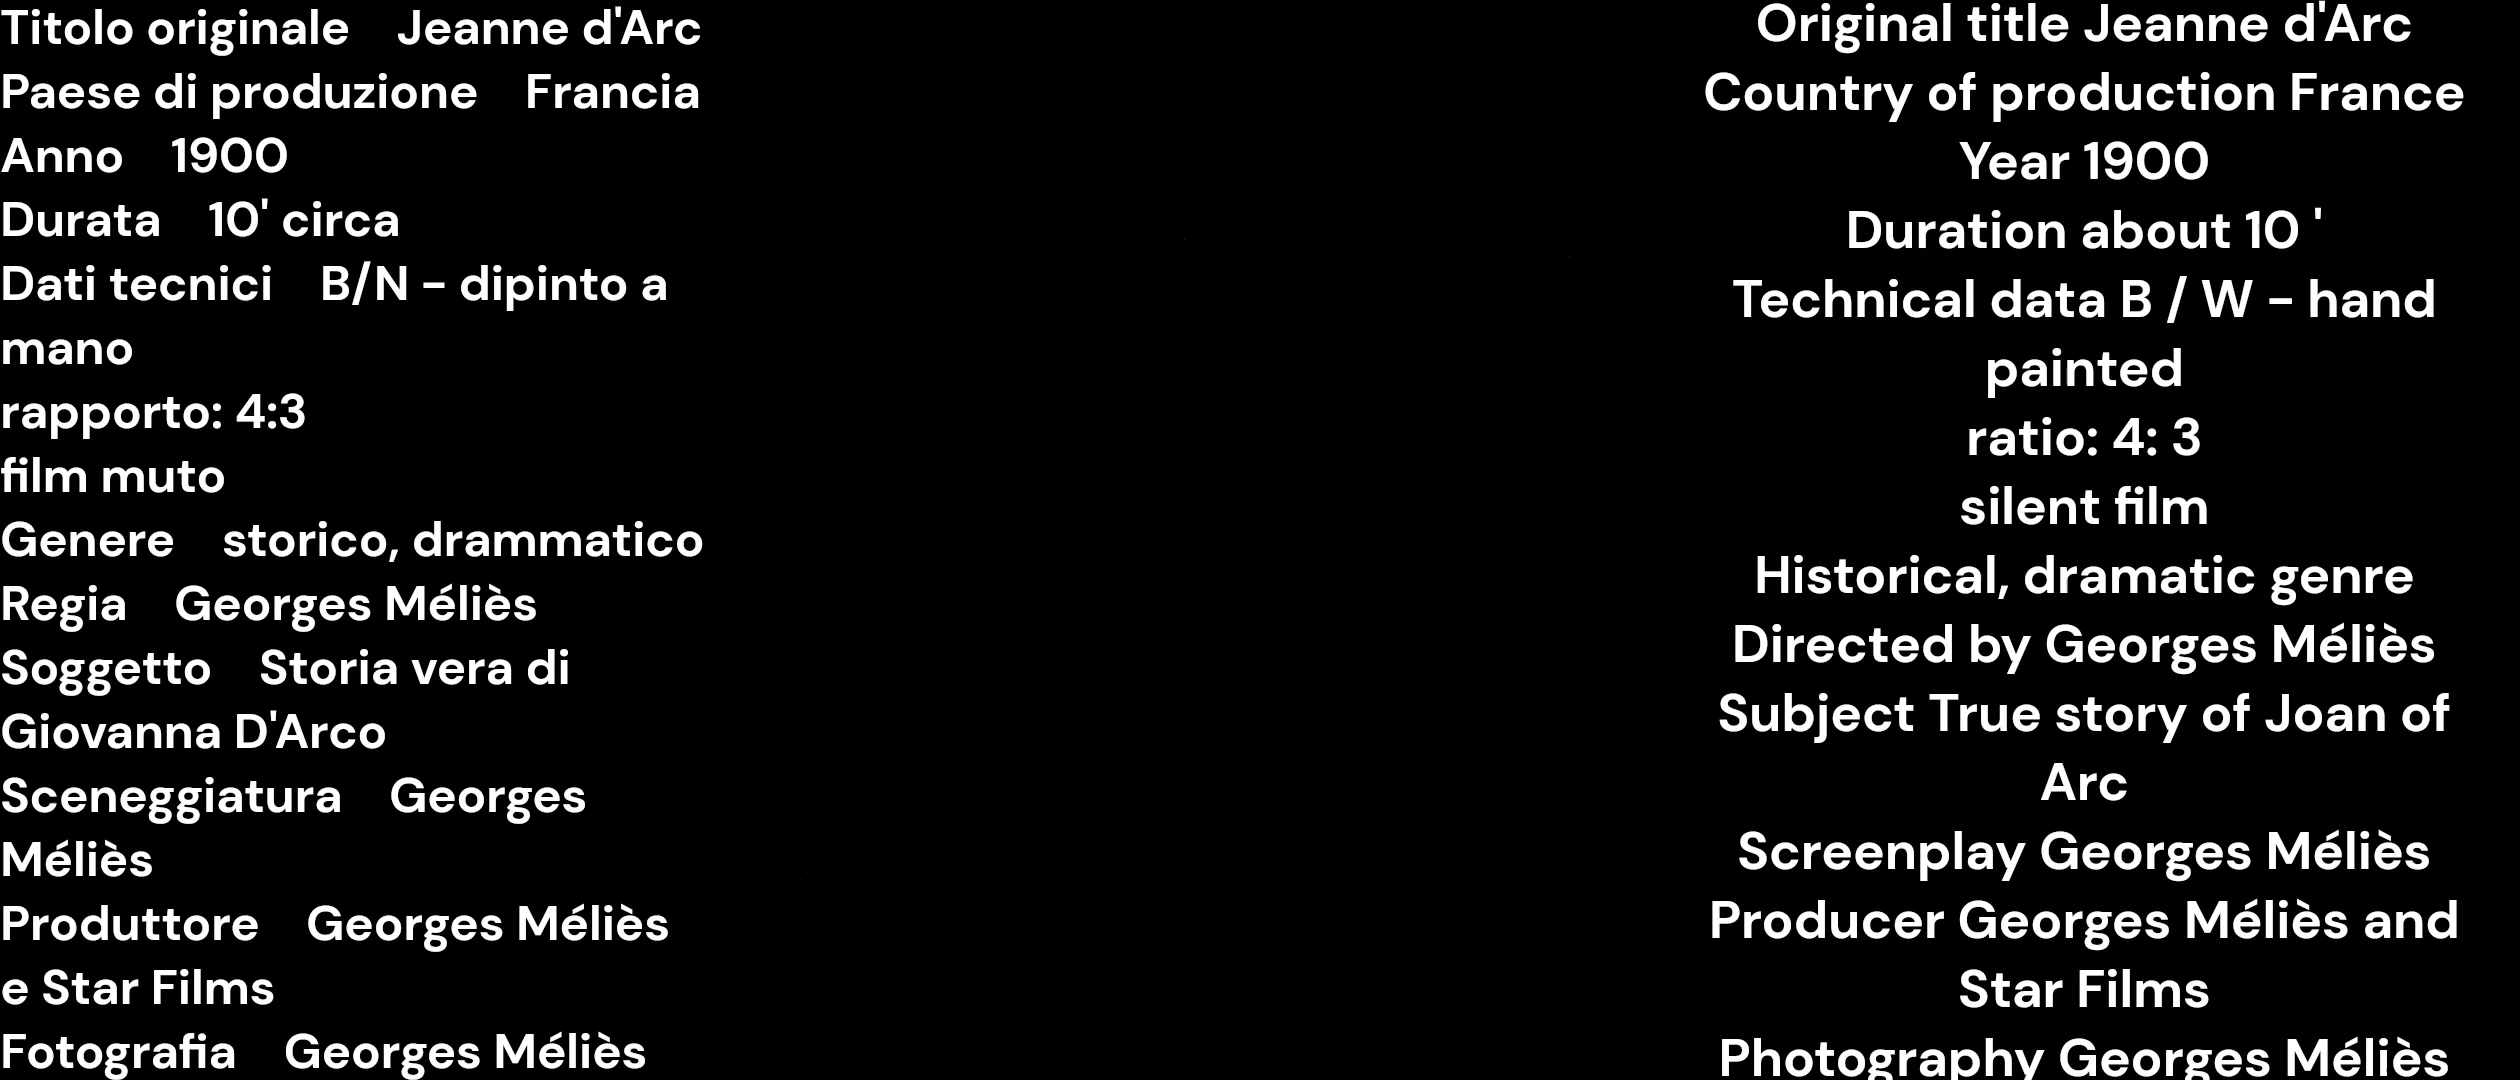 Titolo originale    Jeanne d'Arc
Paese di produzione    Francia
Anno    1900
Durata    10' circa
Dati tecnici    B/N - dipinto a
mano
rapporto: 4:3
film muto
Genere    storico, drammatico
Regia    Georges Méliès
Soggetto    Storia vera di
Giovanna D'Arco
Sceneggiatura    Georges
Méliès
Produttore    Georges Méliès
e Star Films
Fotografia    Georges Méliès
Original title Jeanne d'Arc
Country of production France
Year 1900
Duration about 10 '
Technical data B / W - hand
painted
ratio: 4: 3
silent film
Historical, dramatic genre
Directed by Georges Méliès
Subject True story of Joan of
Arc
Screenplay Georges Méliès
Producer Georges Méliès and
Star Films
Photography Georges Méliès